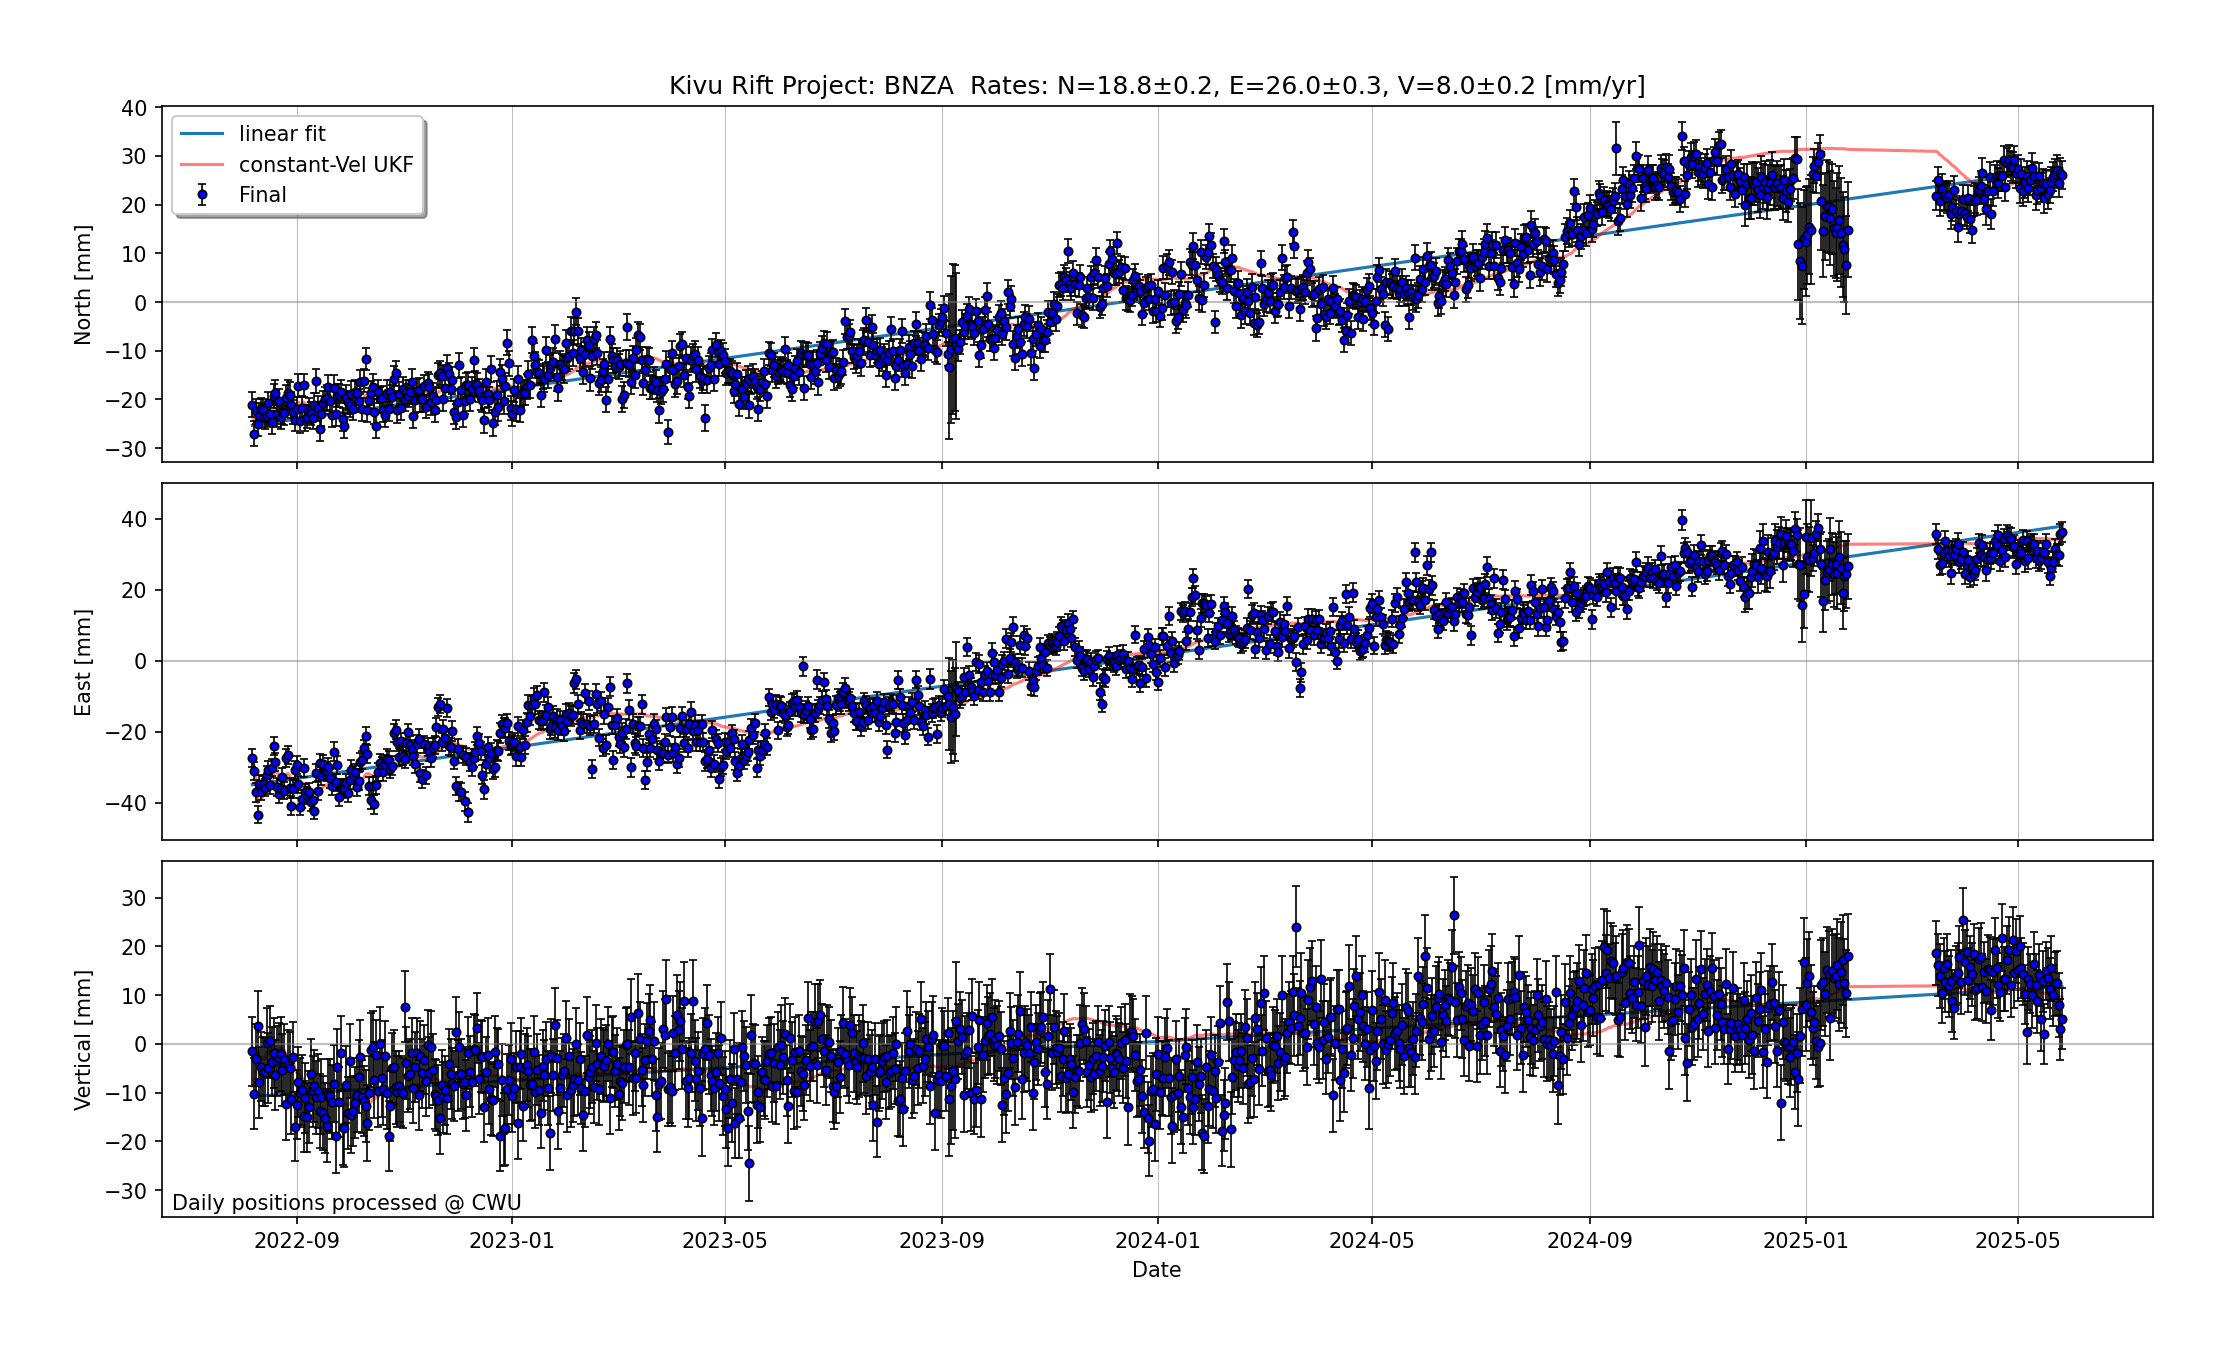 Kivu Rift Project: BNZA  Rates: N=18.8±0.2, E=26.0±0.3, V=8.0±0.2 [mm/yr]
linear fit
constant-Vel UKF
Final
North [mm]
40
30
20
10
0
−10
−20
−30
East [mm]
40
20
0
−20
−40
Vertical [mm]
30
20
10
0
−10
−20
−30
Daily positions processed @ CWU
2022-09 2023-01 2023-05 2023-09 2024-01 2024-05 2024-09 2025-01 2025-05
Date